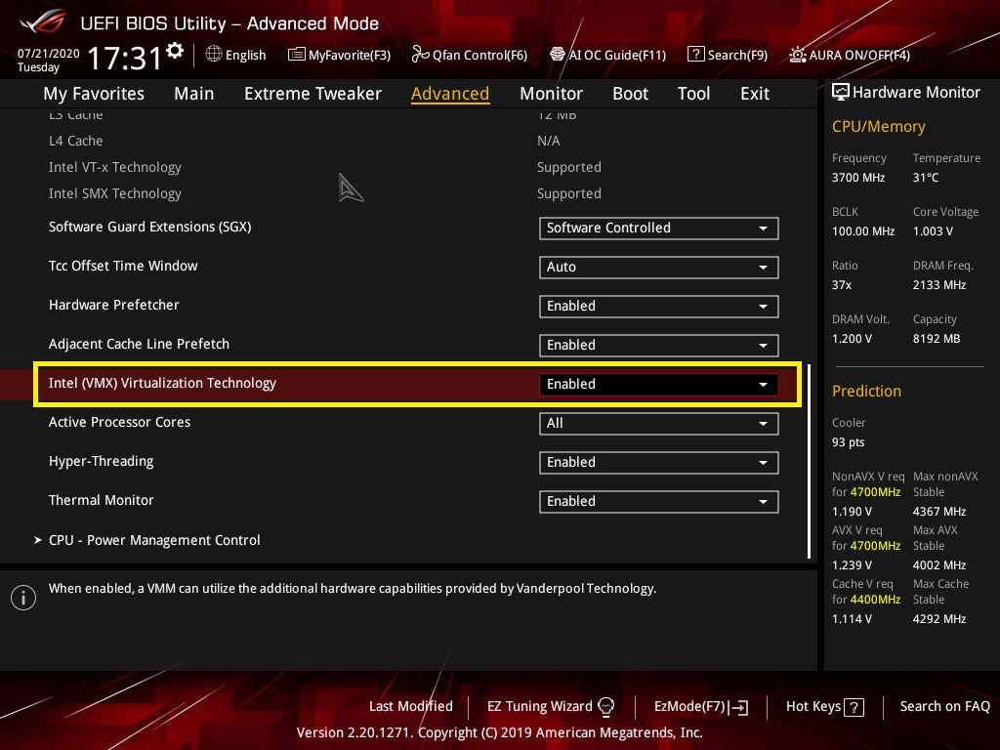 UEFI BIOS Utility – Advanced Mode
07/21/2020
Tuesday
17:31
English
MyFavorite(F3)
Qfan Control(F6)
AI OC Guide(F11)
Search(F9)
AURA ON/OFF(F4)
My Favorites Main Extreme Tweaker Advanced Monitor Boot Tool Exit
L3 Cache 12 MB
L4 Cache N/A
Intel VT-x Technology Supported
Intel SMX Technology Supported
Software Guard Extensions (SGX) Software Controlled
Tcc Offset Time Window Auto
Hardware Prefetcher Enabled
Adjacent Cache Line Prefetch Enabled
Intel (VMX) Virtualization Technology Enabled
Active Processor Cores All
Hyper-Threading Enabled
Thermal Monitor Enabled
CPU - Power Management Control
When enabled, a VMM can utilize the additional hardware capabilities provided by Vanderpool Technology.
Hardware Monitor
CPU/Memory
Frequency Temperature
3700 MHz 31°C
BCLK Core Voltage
100.00 MHz 1.003 V
Ratio DRAM Freq.
37x 2133 MHz
DRAM Volt. Capacity
1.200 V 8192 MB
Prediction
Cooler
93 pts
NonAVX V req Max nonAVX
for 4700MHz Stable
1.190 V 4367 MHz
AVX V req Max AVX
for 4700MHz Stable
1.239 V 4002 MHz
Cache V req Max Cache
for 4400MHz Stable
1.114 V 4292 MHz
Last Modified EZ Tuning Wizard EzMode(F7) Hot Keys ? Search on FAQ
Version 2.20.1271. Copyright (C) 2019 American Megatrends, Inc.